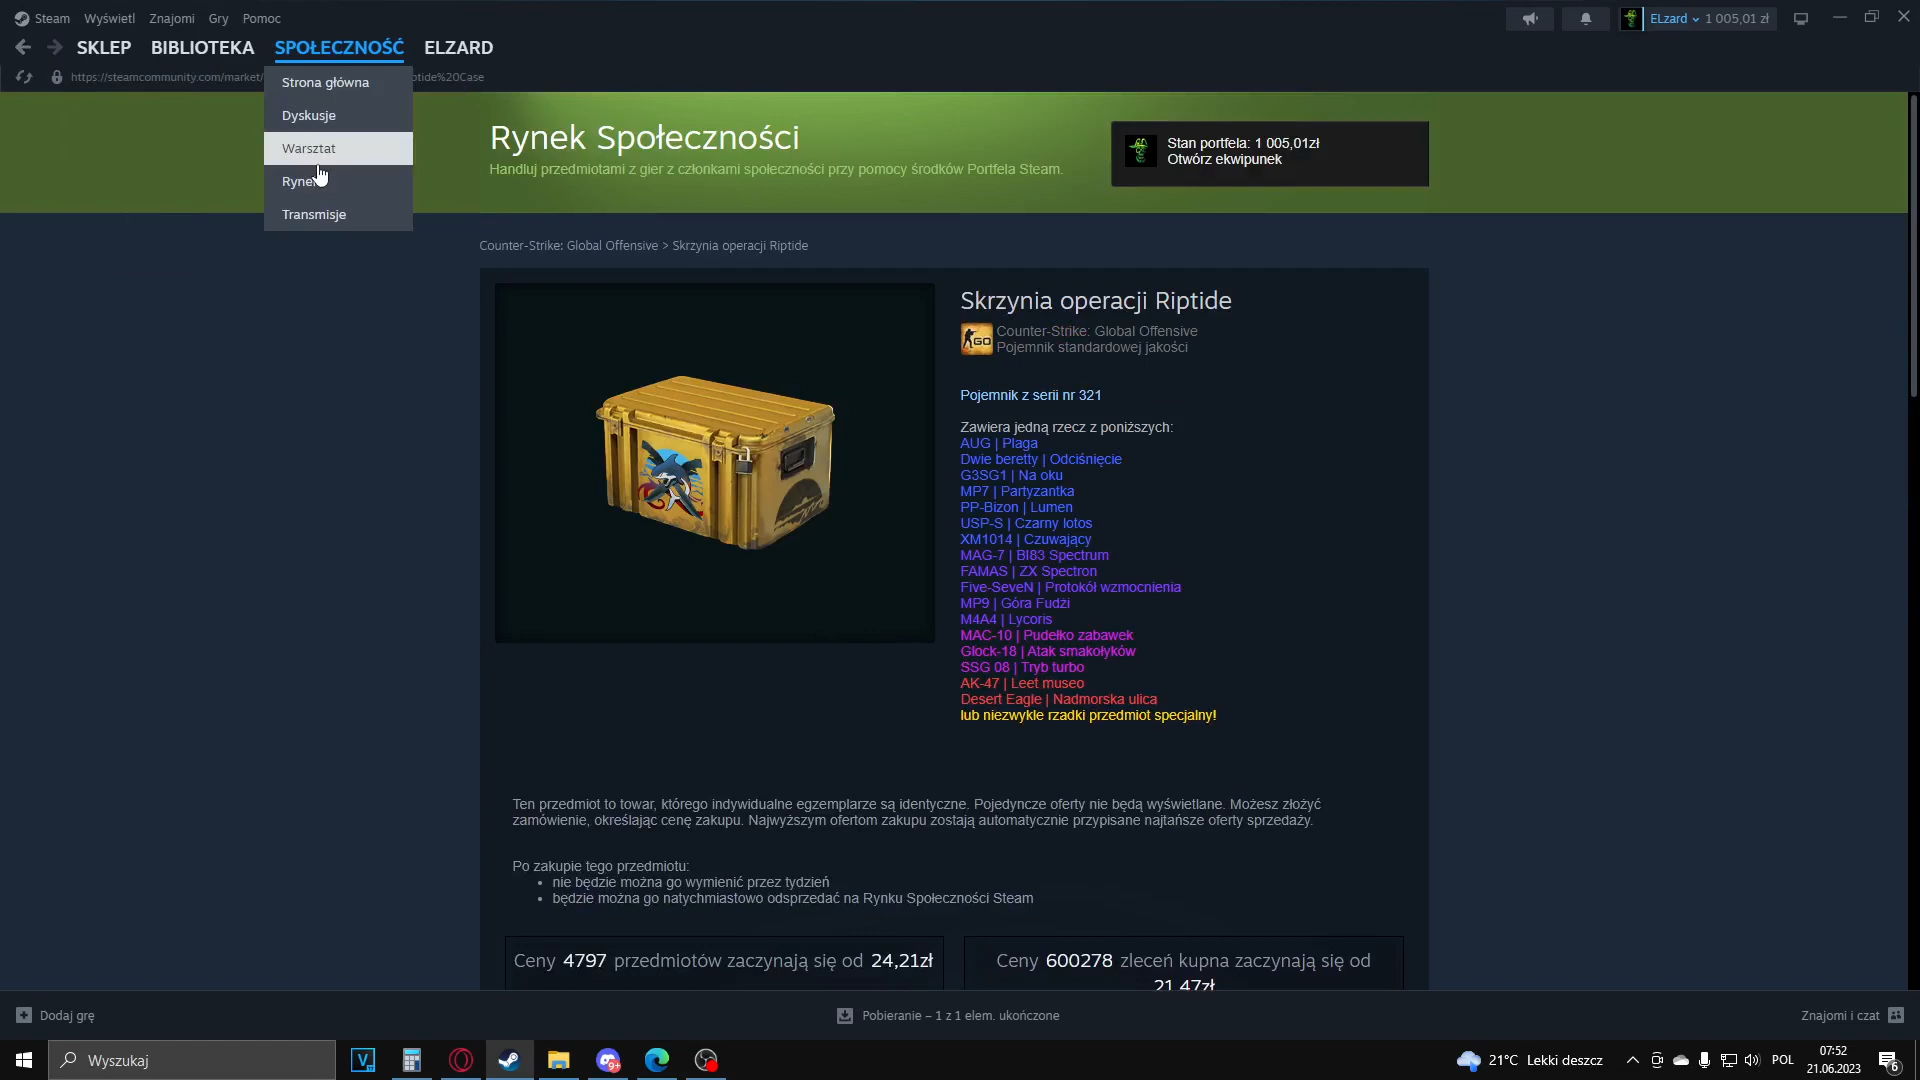 Steam Wyświetl Znajomi Gry Pomoc
ELzard 1 005,01 zł
SKLEP BIBLIOTEKA SPOŁECZNOŚĆ ELZARD
https://steamcommunity.com/market/ ptide%20Case
Strona główna
Dyskusje
Warsztat
Rynek
Transmisje
Rynek Społeczności
Handluj przedmiotami z gier z członkami społeczności przy pomocy środków Portfela Steam.
Stan portfela: 1 005,01zł
Otwórz ekwipunek
Counter-Strike: Global Offensive > Skrzynia operacji Riptide
Skrzynia operacji Riptide
GO
Counter-Strike: Global Offensive
Pojemnik standardowej jakości
Pojemnik z serii nr 321
Zawiera jedną rzecz z poniższych:
AUG | Plaga
Dwie beretty | Odciśnięcie
G3SG1 | Na oku
MP7 | Partyzantka
PP-Bizon | Lumen
USP-S | Czarny lotos
XM1014 | Czuwający
MAG-7 | BI83 Spectrum
FAMAS | ZX Spectron
Five-SeveN | Protokół wzmocnienia
MP9 | Góra Fudżi
M4A4 | Lycoris
MAC-10 | Pudełko zabawek
Glock-18 | Atak smakołyków
SSG 08 | Tryb turbo
AK-47 | Leet museo
Desert Eagle | Nadmorska ulica
lub niezwykle rzadki przedmiot specjalny!
Ten przedmiot to towar, którego indywidualne egzemplarze są identyczne. Pojedyncze oferty nie będą wyświetlane. Możesz złożyć
zamówienie, określając cenę zakupu. Najwyższym ofertom zakupu zostają automatycznie przypisane najtańsze oferty sprzedaży.
Po zakupie tego przedmiotu:
• nie będzie można go wymienić przez tydzień
• będzie można go natychmiastowo odsprzedać na Rynku Społeczności Steam
Ceny 4797 przedmiotów zaczynają się od 24,21zł
Ceny 600278 zleceń kupna zaczynają się od
21,47zł
Dodaj grę
Pobieranie – 1 z 1 elem. ukończone
Znajomi i czat
Wyszukaj
V
9+
21°C Lekki deszcz
POL
07:52
21.06.2023
6